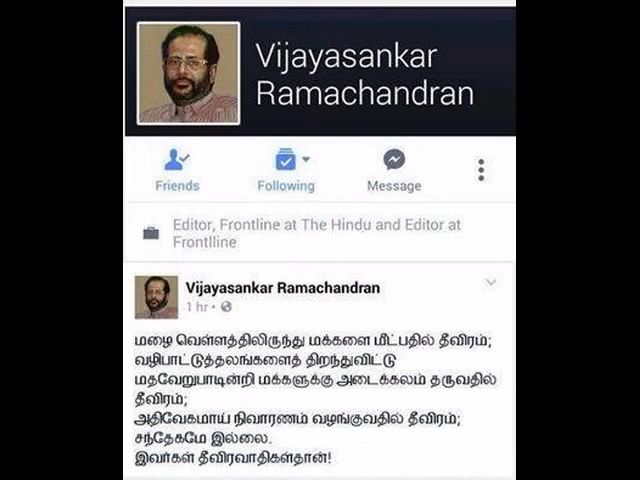 Vijayasankar
Ramachandran
Friends
Following
Message
Editor, Frontline at The Hindu and Editor at
Frontlline
Vijayasankar Ramachandran
1 hr •
மழை வெள்ளத்திலிருந்து மக்களை மீட்பதில் தீவிரம்;
வழிபாட்டுத்தலங்களைத் திறந்துவிட்டு
மதவேறுபாடின்றி மக்களுக்கு அடைக்கலம் தருவதில்
தீவிரம்;
அதிவேகமாய் நிவாரணம் வழங்குவதில் தீவிரம்;
சந்தேகமே இல்லை.
இவர்கள் தீவிரவாதிகள்தான்!